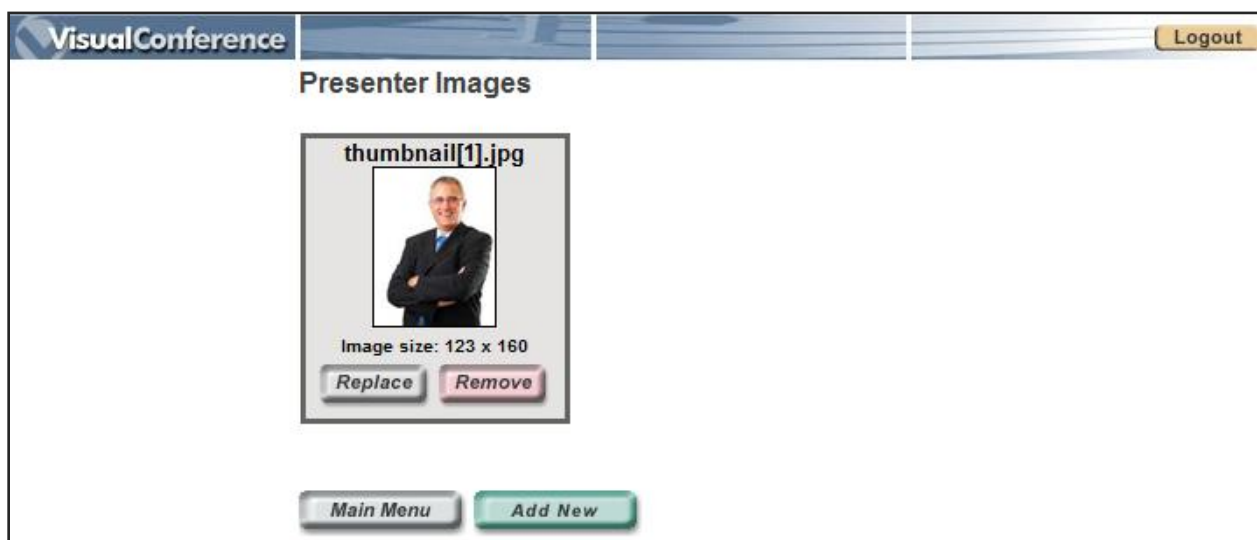 VisualConference
Logout
Presenter Images
thumbnail[1].jpg
Image size: 123 x 160
Replace
Remove
Main Menu
Add New